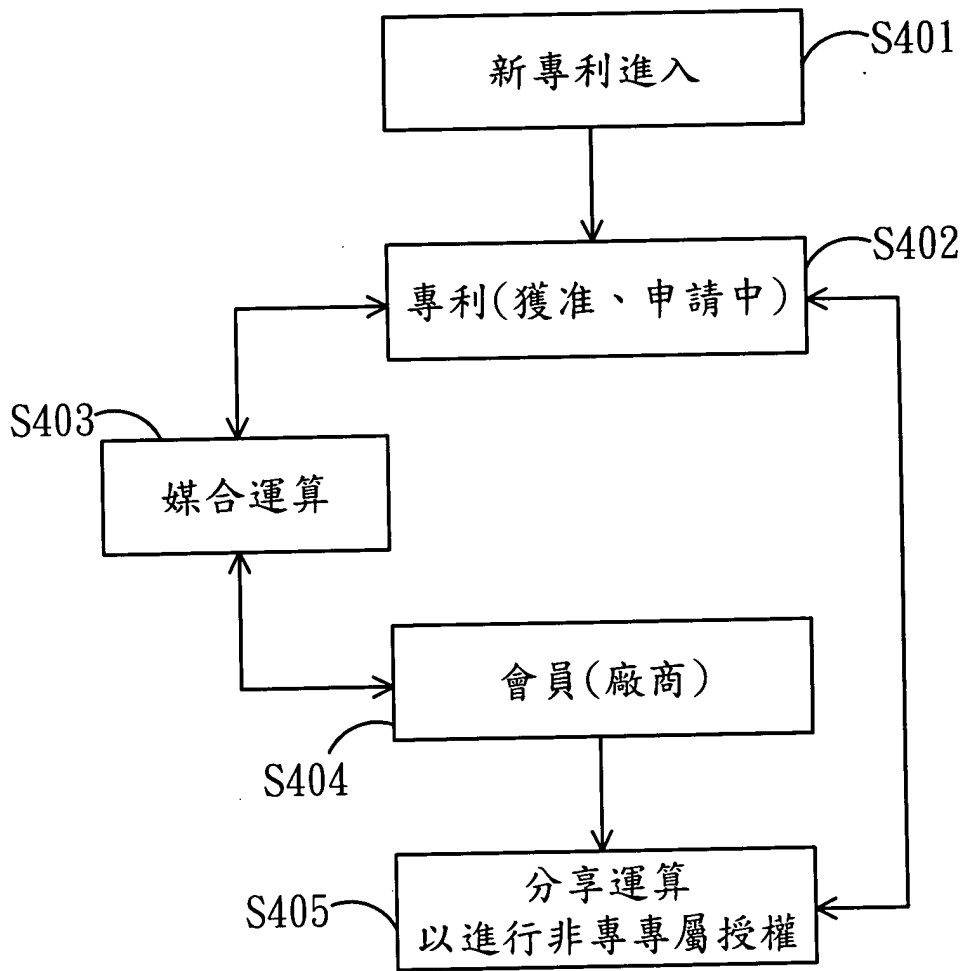 新專利進入
S401
專利(獲准、申請中)
S402
S403
媒合運算
會員(廠商)
S404
分享運算
以進行非專專屬授權
S405